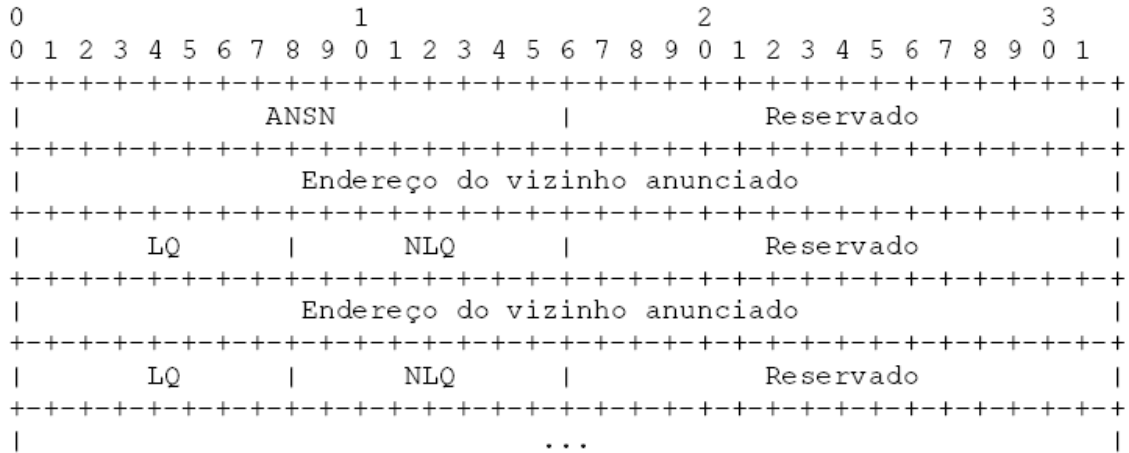 0                   1                   2                   3
0 1 2 3 4 5 6 7 8 9 0 1 2 3 4 5 6 7 8 9 0 1 2 3 4 5 6 7 8 9 0 1
+-+-+-+-+-+-+-+-+-+-+-+-+-+-+-+-+-+-+-+-+-+-+-+-+-+-+-+-+-+-+-+-+
|              ANSN             |           Reservado           |
+-+-+-+-+-+-+-+-+-+-+-+-+-+-+-+-+-+-+-+-+-+-+-+-+-+-+-+-+-+-+-+-+
|                Endereço do vizinho anunciado                  |
+-+-+-+-+-+-+-+-+-+-+-+-+-+-+-+-+-+-+-+-+-+-+-+-+-+-+-+-+-+-+-+-+
|       LQ      |      NLQ      |           Reservado           |
+-+-+-+-+-+-+-+-+-+-+-+-+-+-+-+-+-+-+-+-+-+-+-+-+-+-+-+-+-+-+-+-+
|                Endereço do vizinho anunciado                  |
+-+-+-+-+-+-+-+-+-+-+-+-+-+-+-+-+-+-+-+-+-+-+-+-+-+-+-+-+-+-+-+-+
|       LQ      |      NLQ      |           Reservado           |
+-+-+-+-+-+-+-+-+-+-+-+-+-+-+-+-+-+-+-+-+-+-+-+-+-+-+-+-+-+-+-+-+
|                              ...                              |